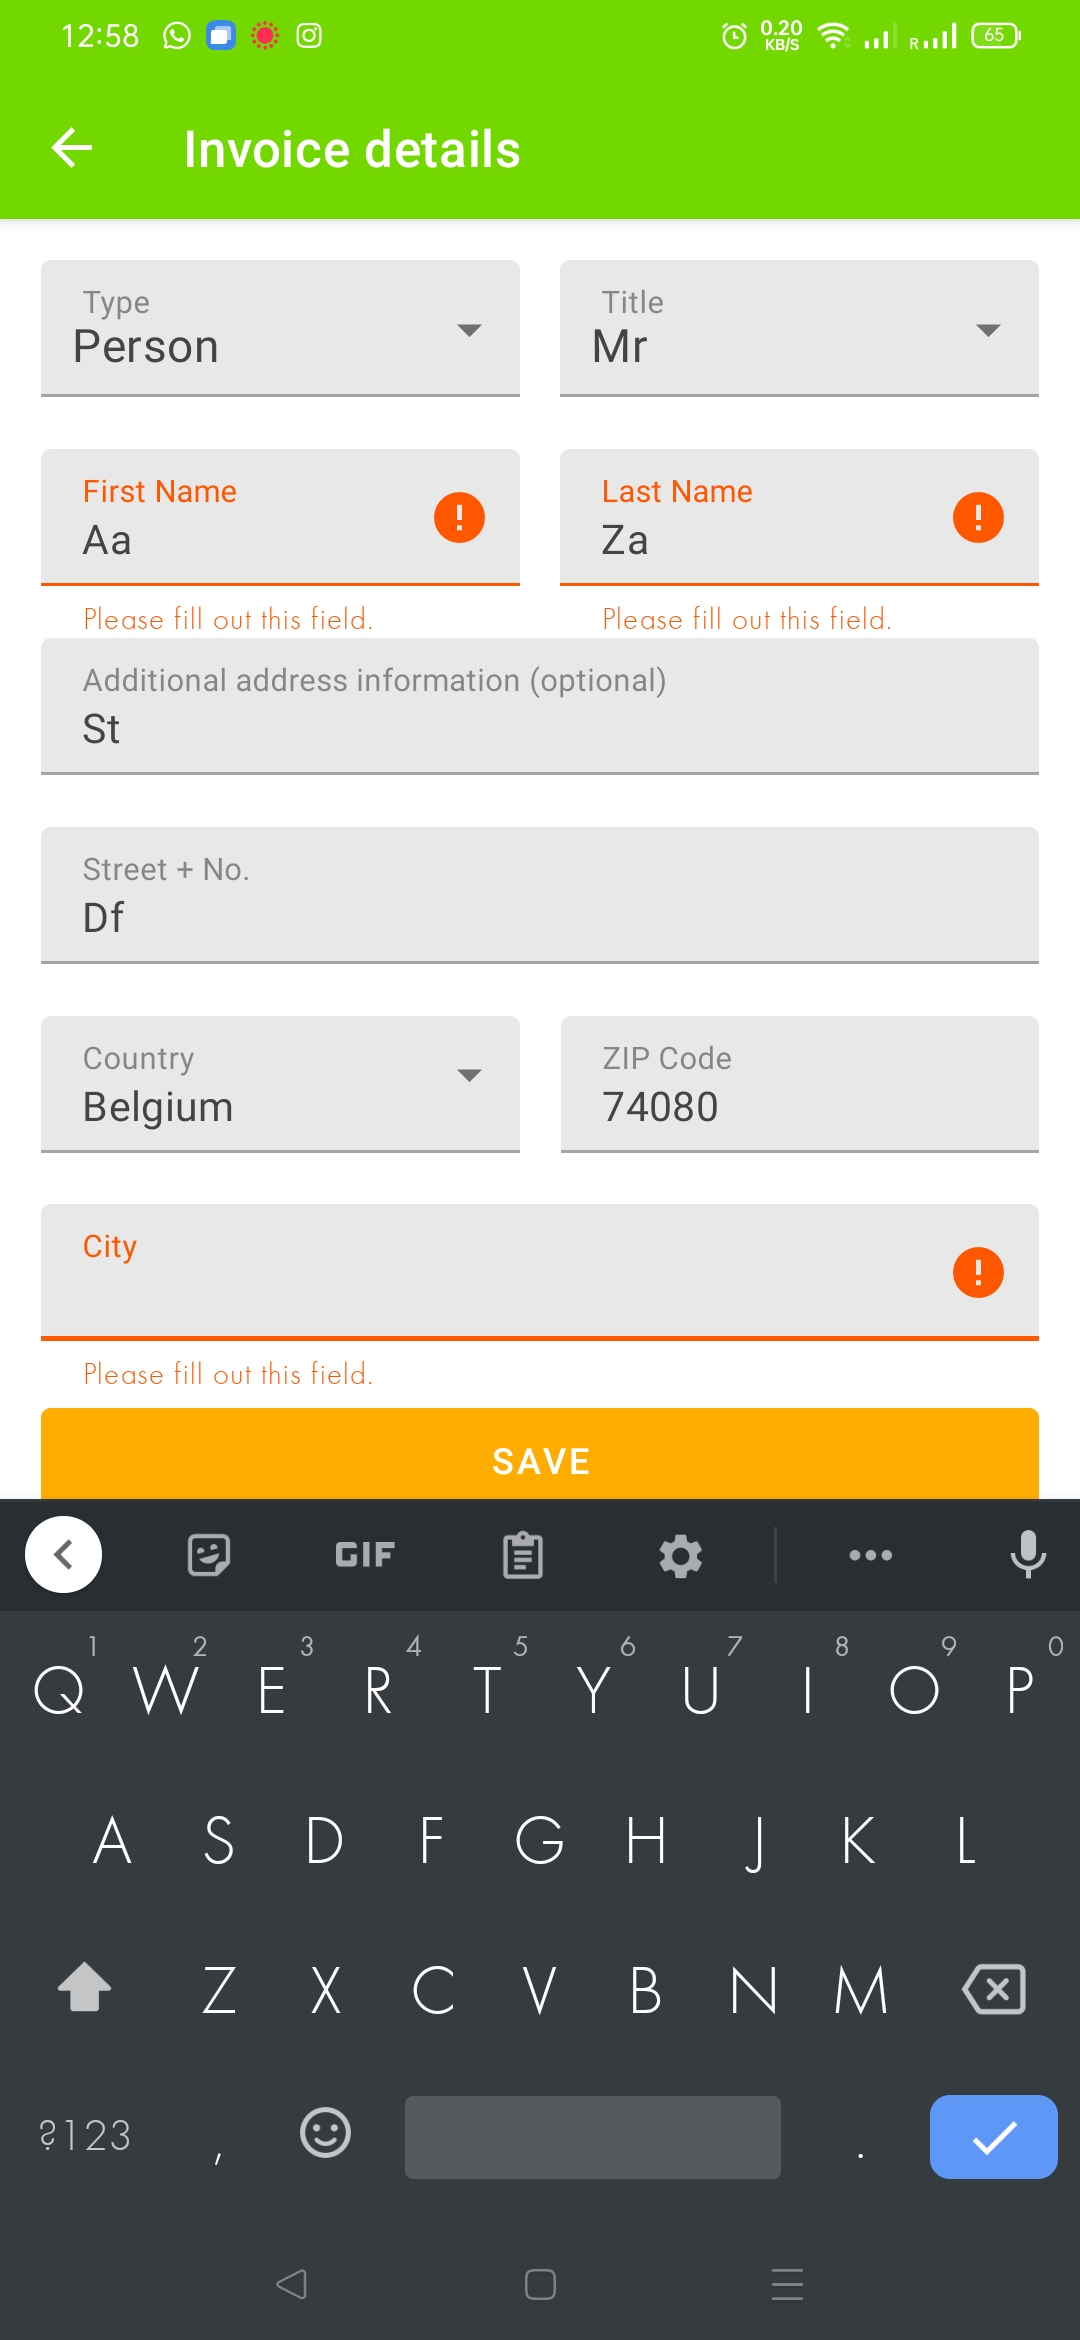 12:58 0.20 KB/S R 65
Invoice details
Type Title
Person Mr
First Name Last Name
Aa Za
Please fill out this field. Please fill out this field.
Additional address information (optional)
St
Street + No.
Df
Country ZIP Code
Belgium 74080
City
Please fill out this field.
SAVE
GIF
1 2 3 4 5 6 7 8 9 0
Q W E R T Y U I O P
A S D F G H J K L
Z X C V B N M
?123 , .